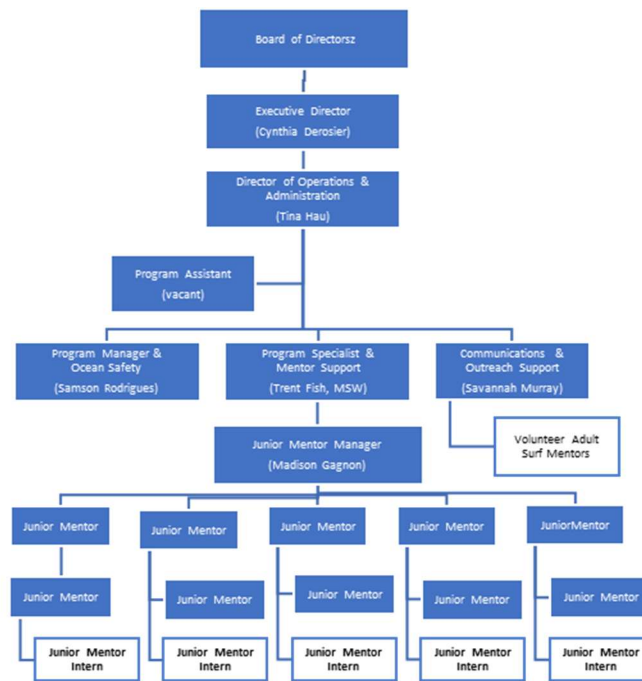 Board of Directorsz
Executive Director
(Cynthia Derosier)
Director of Operations &
Administration
(Tina Hau)
Program Assistant
(vacant)
Program Manager &
Ocean Safety
(Samson Rodrigues)
Program Specialist &
Mentor Support
(Trent Fish, MSW)
Communications &
Outreach Support
(Savannah Murray)
Volunteer Adult
Surf Mentors
Junior Mentor Manager
(Madison Gagnon)
Junior Mentor
Junior Mentor
Junior Mentor
Junior Mentor
JuniorMentor
Junior Mentor
Junior Mentor
Junior Mentor
Junior Mentor
Junior Mentor
Junior Mentor
Intern
Junior Mentor
Intern
Junior Mentor
Intern
Junior Mentor
Intern
Junior Mentor
Intern